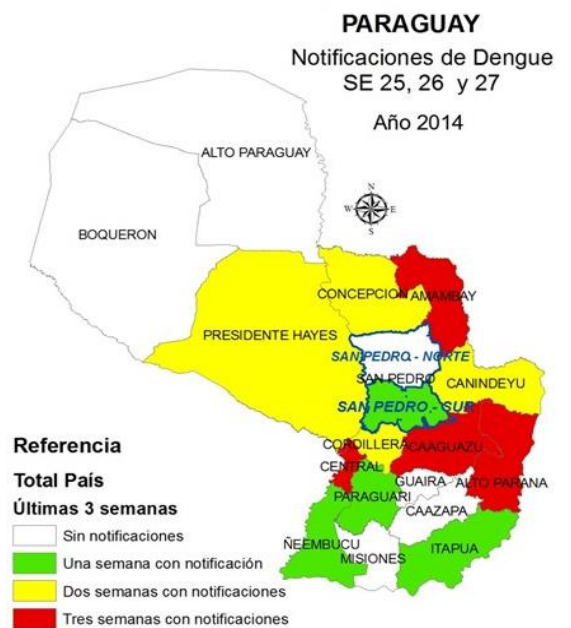 PARAGUAY
Notificaciones de Dengue
SE 25, 26 y 27
Año 2014
ALTO PARAGUAY
N
W E
S
BOQUERON
CONCEPCION
AMAMBAY
PRESIDENTE HAYES
SAN PEDRO - NORTE
SAN PEDRO
CANINDEYU
SAN PEDRO - SUR
CORDILLERA
CAAGUAZU
CENTRAL
GUAIRA
ALTO PARANA
PARAGUARI
CAAZAPA
ÑEEMBUCU
MISIONES
ITAPUA
Referencia
Total País
Últimas 3 semanas
Sin notificaciones
Una semana con notificación
Dos semanas con notificaciones
Tres semanas con notificaciones